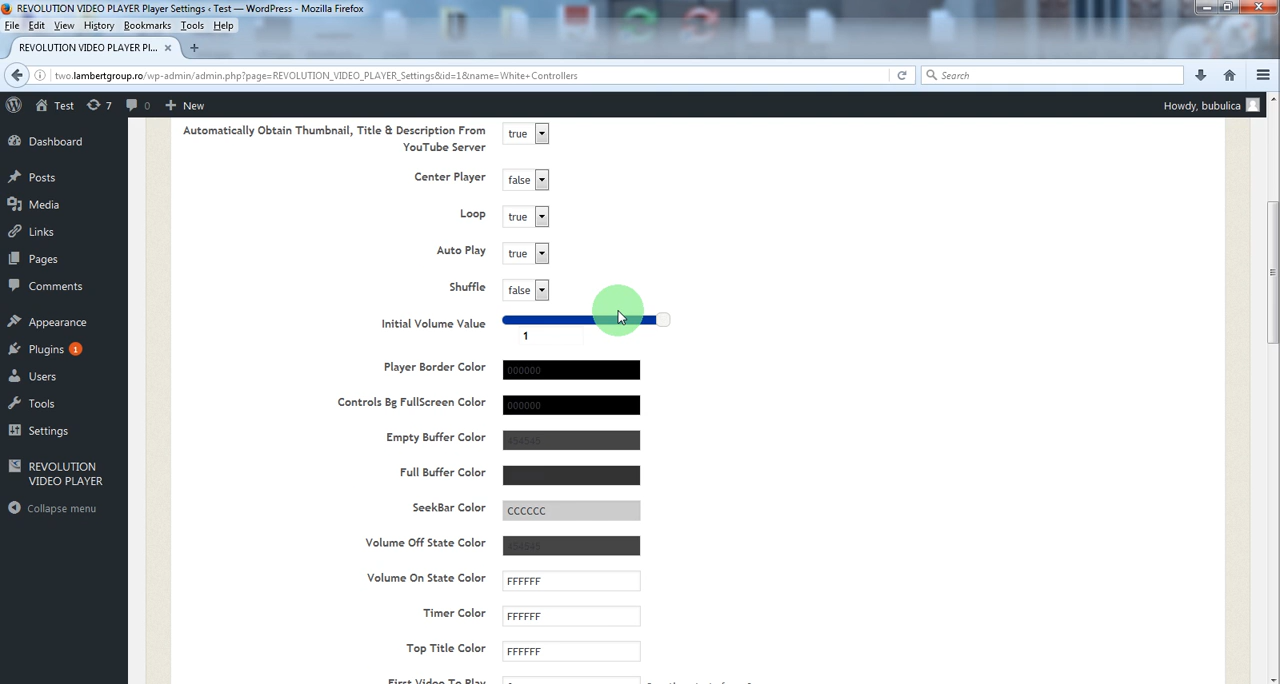 REVOLUTION VIDEO PLAYER Player Settings ‹ Test — WordPress - Mozilla Firefox
File Edit View History Bookmarks Tools Help
REVOLUTION VIDEO PLAYER Pl... × +
two.lambertgroup.ro/wp-admin/admin.php?page=REVOLUTION_VIDEO_PLAYER_Settings&id=1&name=White+Controllers
Search
Test 7 0 + New
Howdy, bubulica
Dashboard
Posts
Media
Links
Pages
Comments
Appearance
Plugins 1
Users
Tools
Settings
REVOLUTION
VIDEO PLAYER
Collapse menu
Automatically Obtain Thumbnail, Title & Description From
YouTube Server
true
Center Player false
Loop true
Auto Play true
Shuffle false
Initial Volume Value
1
Player Border Color 000000
Controls Bg FullScreen Color 000000
Empty Buffer Color 454545
Full Buffer Color
SeekBar Color CCCCCC
Volume Off State Color 454545
Volume On State Color FFFFFF
Timer Color FFFFFF
Top Title Color FFFFFF
First Video To Play